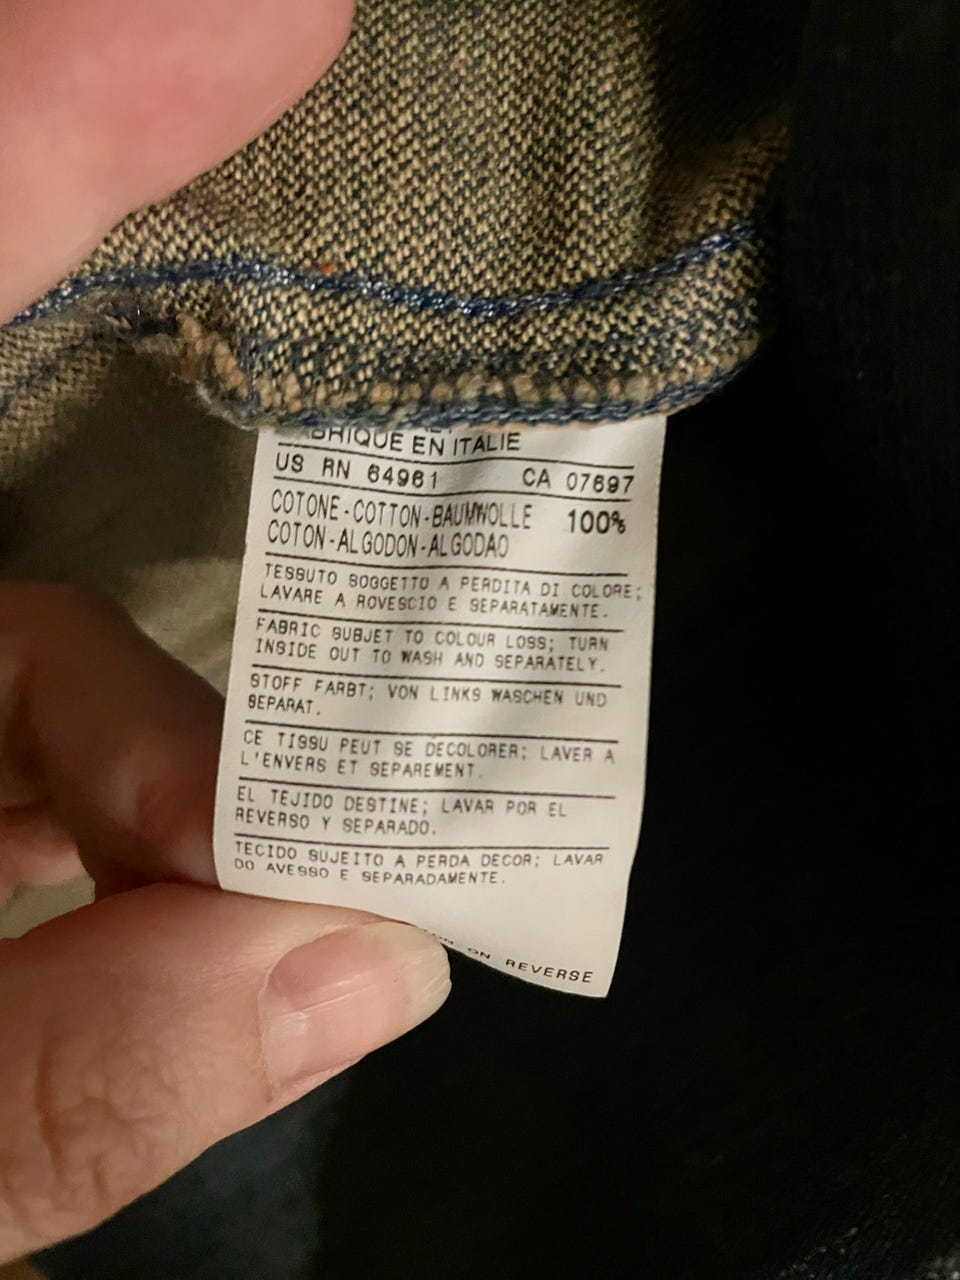 BRIQUE EN ITALIE
US RN 64961 CA 07697
COTONE-COTTON-BAUMWOLLE 100%
COTON-ALGODON-ALGODAO
TESSUTO SOGGETTO A PERDITA DI COLORE;
LAVARE A ROVESCIO E SEPARATAMENTE.
FABRIC SUBJET TO COLOUR LOSS; TURN
INSIDE OUT TO WASH AND SEPARATELY.
STOFF FARBT; VON LINKS WASCHEN UND
SEPARAT.
CE TISSU PEUT SE DECOLORER; LAVER A
L'ENVERS ET SEPAREMENT.
EL TEJIDO DESTINE; LAVAR POR EL
REVERSO Y SEPARADO.
TECIDO SUJEITO A PERDA DECOR; LAVAR
DO AVESSO E SEPARADAMENTE.
ON REVERSE